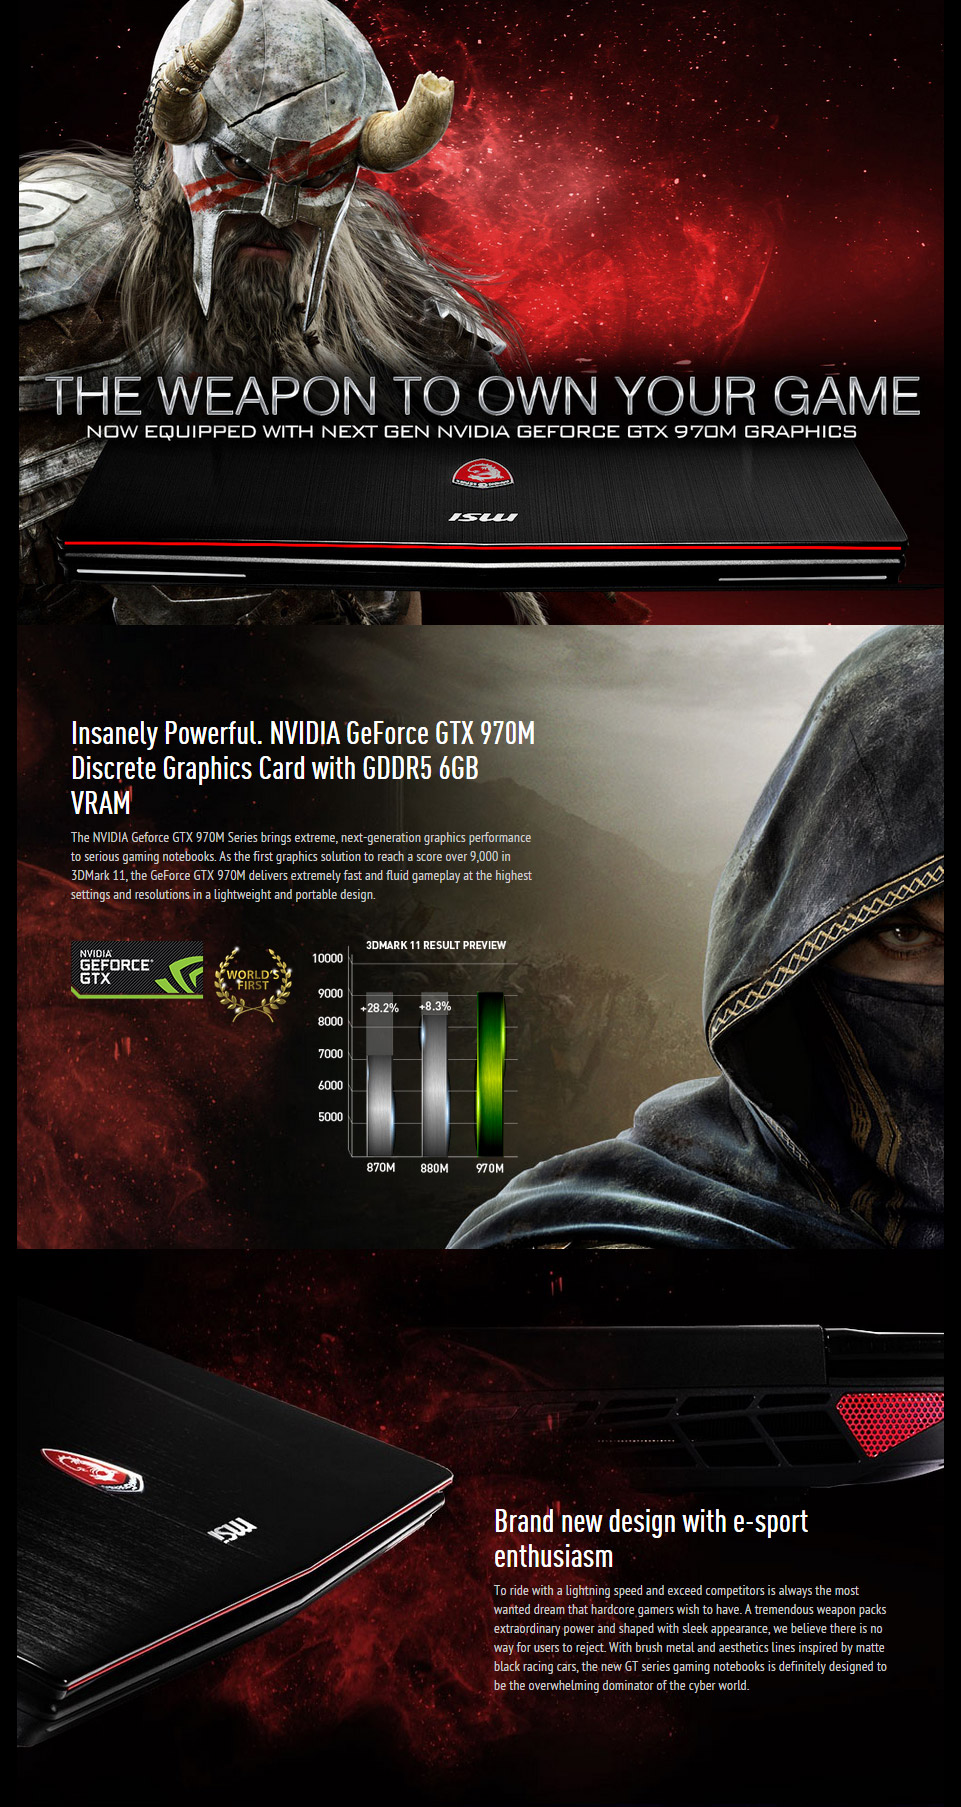 THE WEAPON TO OWN YOUR GAME
NOW EQUIPPED WITH NEXT GEN NVIDIA GEFORCE GTX 970M GRAPHICS
msi
Insanely Powerful. NVIDIA GeForce GTX 970M
Discrete Graphics Card with GDDR5 6GB
VRAM
The NVIDIA Geforce GTX 970M Series brings extreme, next-generation graphics performance
to serious gaming notebooks. As the first graphics solution to reach a score over 9,000 in
3DMark 11, the GeForce GTX 970M delivers extremely fast and fluid gameplay at the highest
settings and resolutions in a lightweight and portable design.
NVIDIA
GEFORCE
GTX
WORLD'S
FIRST
3DMARK 11 RESULT PREVIEW
10000
9000
8000
7000
6000
5000
+28.2%
+8.3%
870M
880M
970M
msi
Brand new design with e-sport
enthusiasm
To ride with a lightning speed and exceed competitors is always the most
wanted dream that hardcore gamers wish to have. A tremendous weapon packs
extraordinary power and shaped with sleek appearance, we believe there is no
way for users to reject. With brush metal and aesthetics lines inspired by matte
black racing cars, the new GT series gaming notebooks is definitely designed to
be the overwhelming dominator of the cyber world.